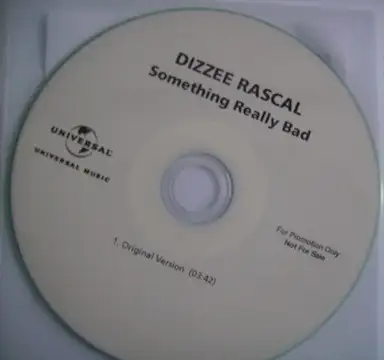 DIZZEE RASCAL
Something Really Bad
UNIVERSAL
UNIVERSAL MUSIC
For Promotion Only
Not For Sale
1. Original Version (03:42)